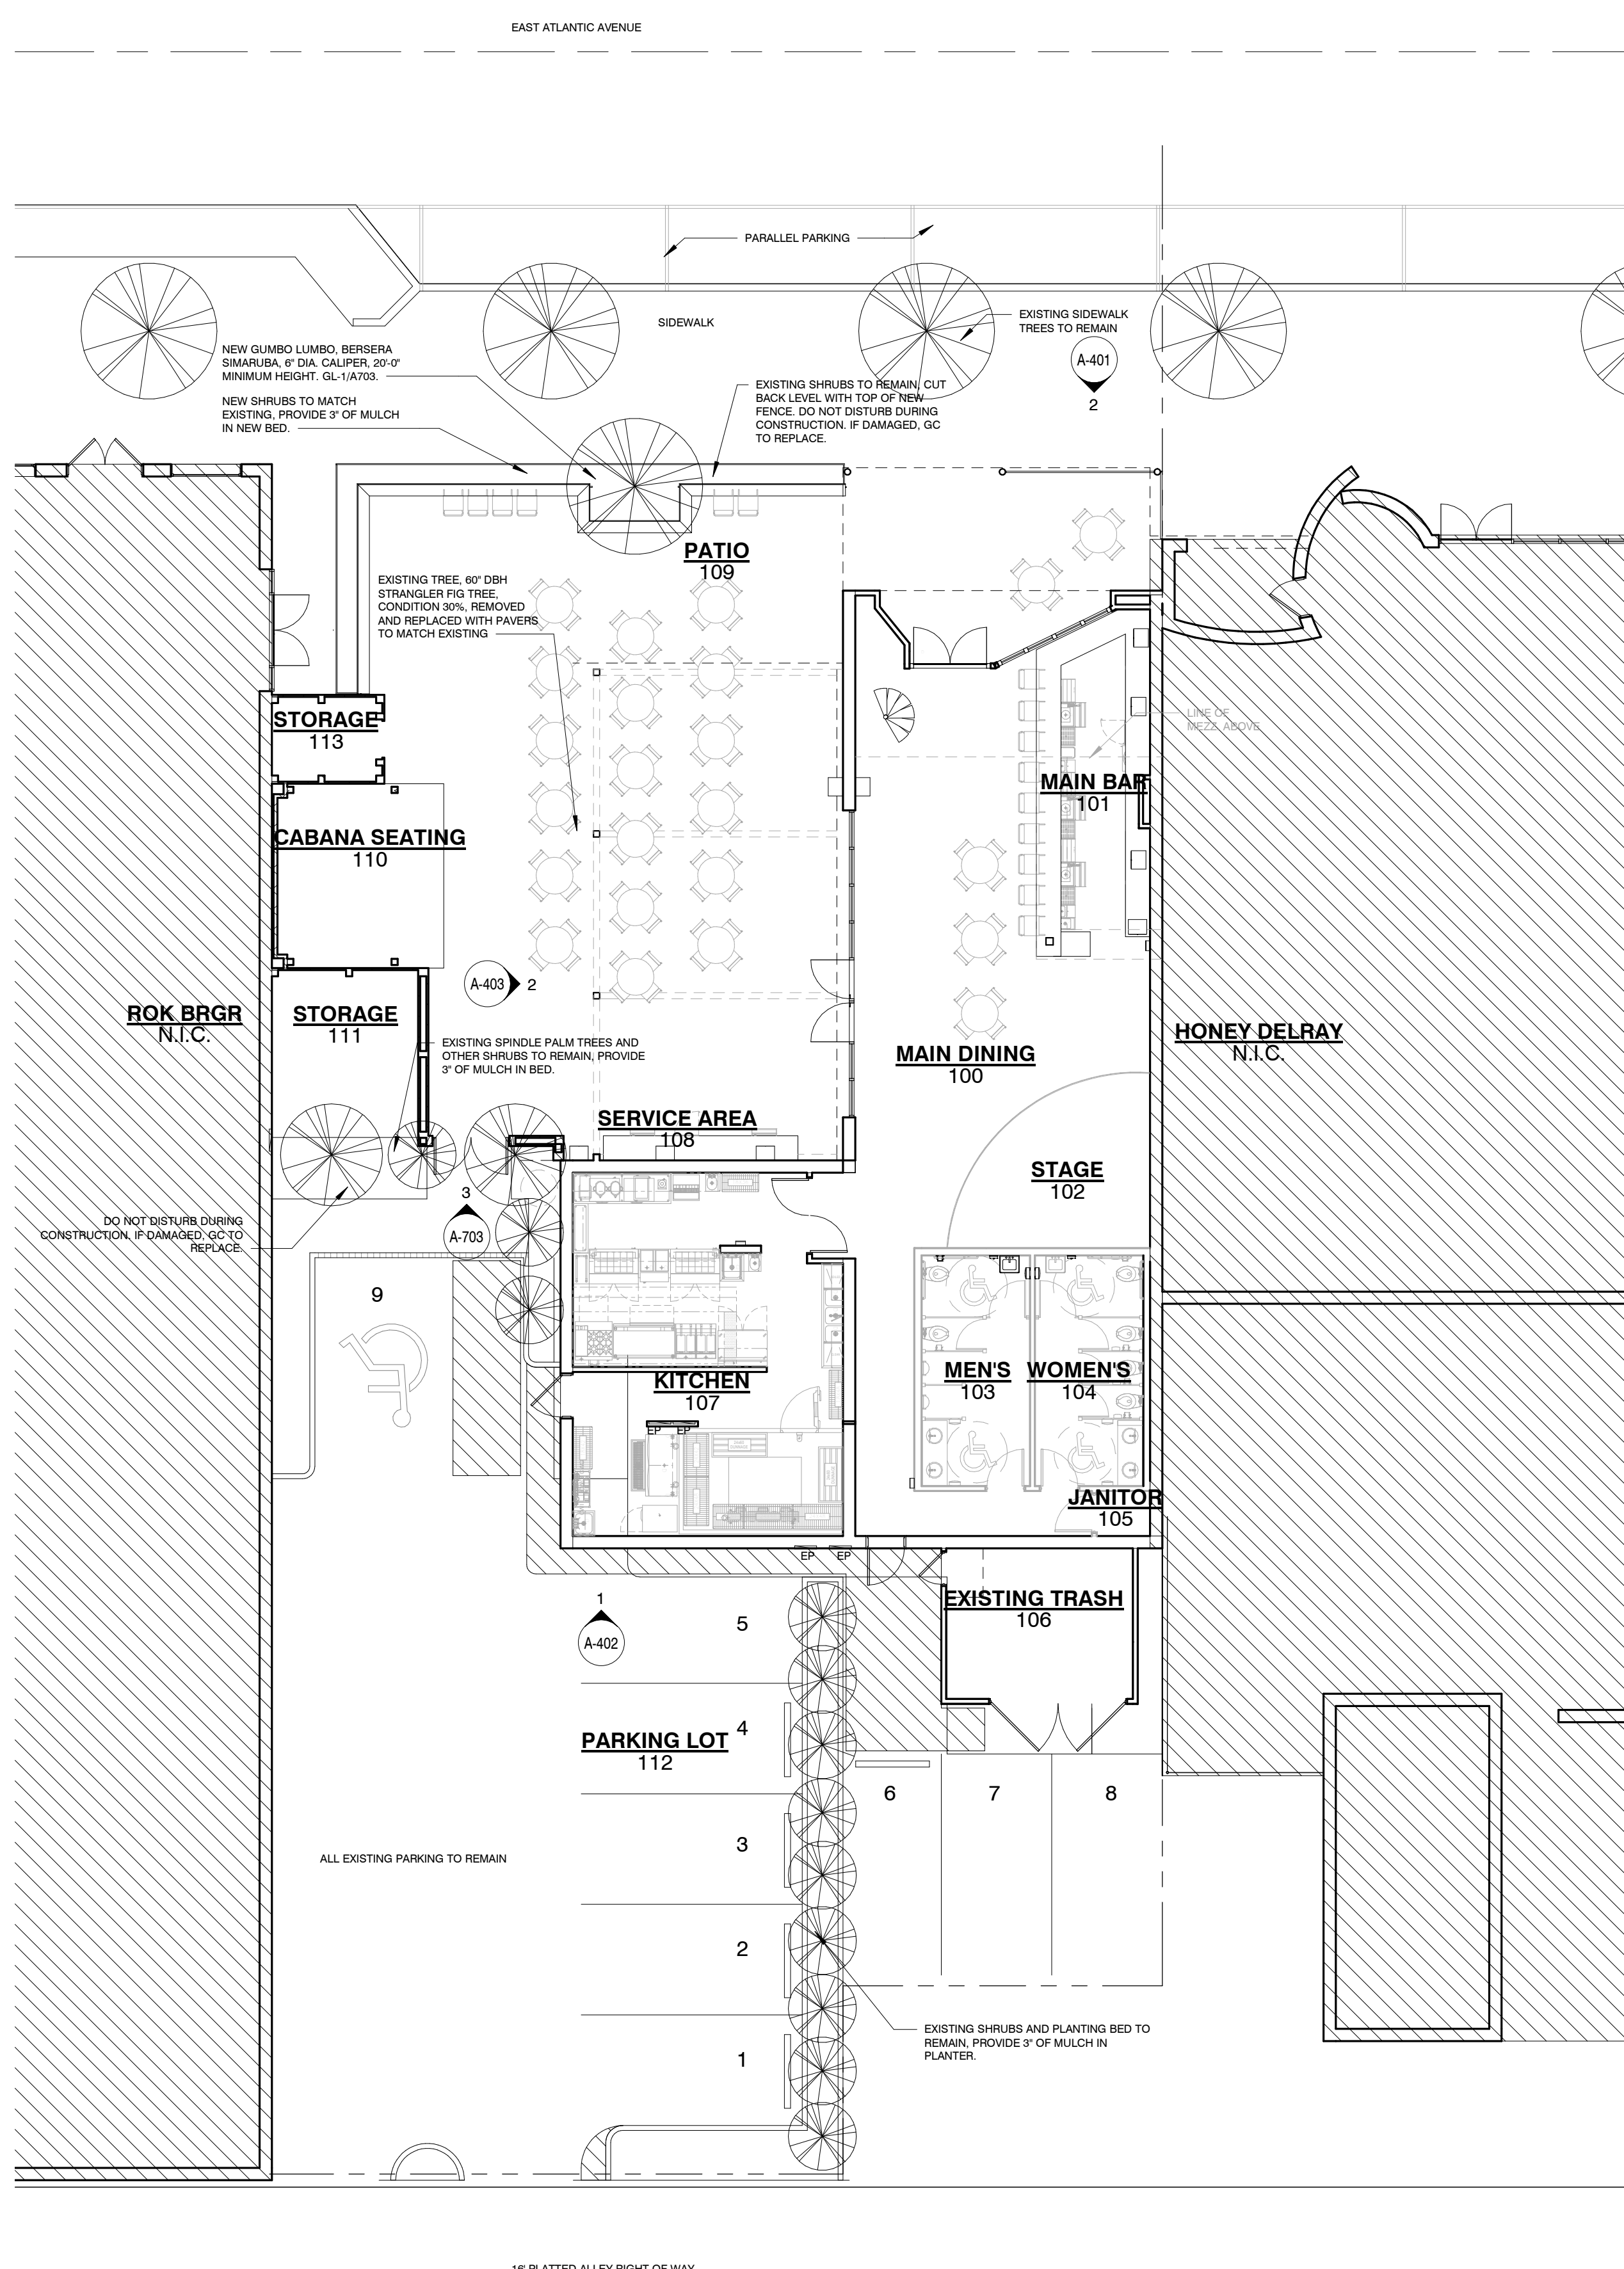 EAST ATLANTIC AVENUE
PARALLEL PARKING
SIDEWALK
EXISTING SIDEWALK
TREES TO REMAIN
A-401
2
NEW GUMBO LUMBO, BERSERA
SIMARUBA, 6" DIA. CALIPER, 20'-0"
MINIMUM HEIGHT. GL-1/A703.
NEW SHRUBS TO MATCH
EXISTING, PROVIDE 3" OF MULCH
IN NEW BED.
EXISTING SHRUBS TO REMAIN, CUT
BACK LEVEL WITH TOP OF NEW
FENCE. DO NOT DISTURB DURING
CONSTRUCTION. IF DAMAGED, GC
TO REPLACE.
PATIO
109
EXISTING TREE, 60" DBH
STRANGLER FIG TREE,
CONDITION 30%, REMOVED
AND REPLACED WITH PAVERS
TO MATCH EXISTING
STORAGE
113
LINE OF
MEZZ. ABOVE
MAIN BAR
101
CABANA SEATING
110
A-403
2
ROK BRGR
N.I.C.
STORAGE
111
HONEY DELRAY
N.I.C.
EXISTING SPINDLE PALM TREES AND
OTHER SHRUBS TO REMAIN, PROVIDE
3" OF MULCH IN BED.
MAIN DINING
100
SERVICE AREA
108
STAGE
102
3
A-703
DO NOT DISTURB DURING
CONSTRUCTION. IF DAMAGED, GC TO
REPLACE.
9
KITCHEN
107
EP EP
MEN'S
103
WOMEN'S
104
JANITOR
105
EP EP
EXISTING TRASH
106
1
A-402
5
PARKING LOT
112
4
6
7
8
3
ALL EXISTING PARKING TO REMAIN
2
EXISTING SHRUBS AND PLANTING BED TO
REMAIN, PROVIDE 3" OF MULCH IN
PLANTER.
1
16' PLATTED ALLEY RIGHT OF WAY